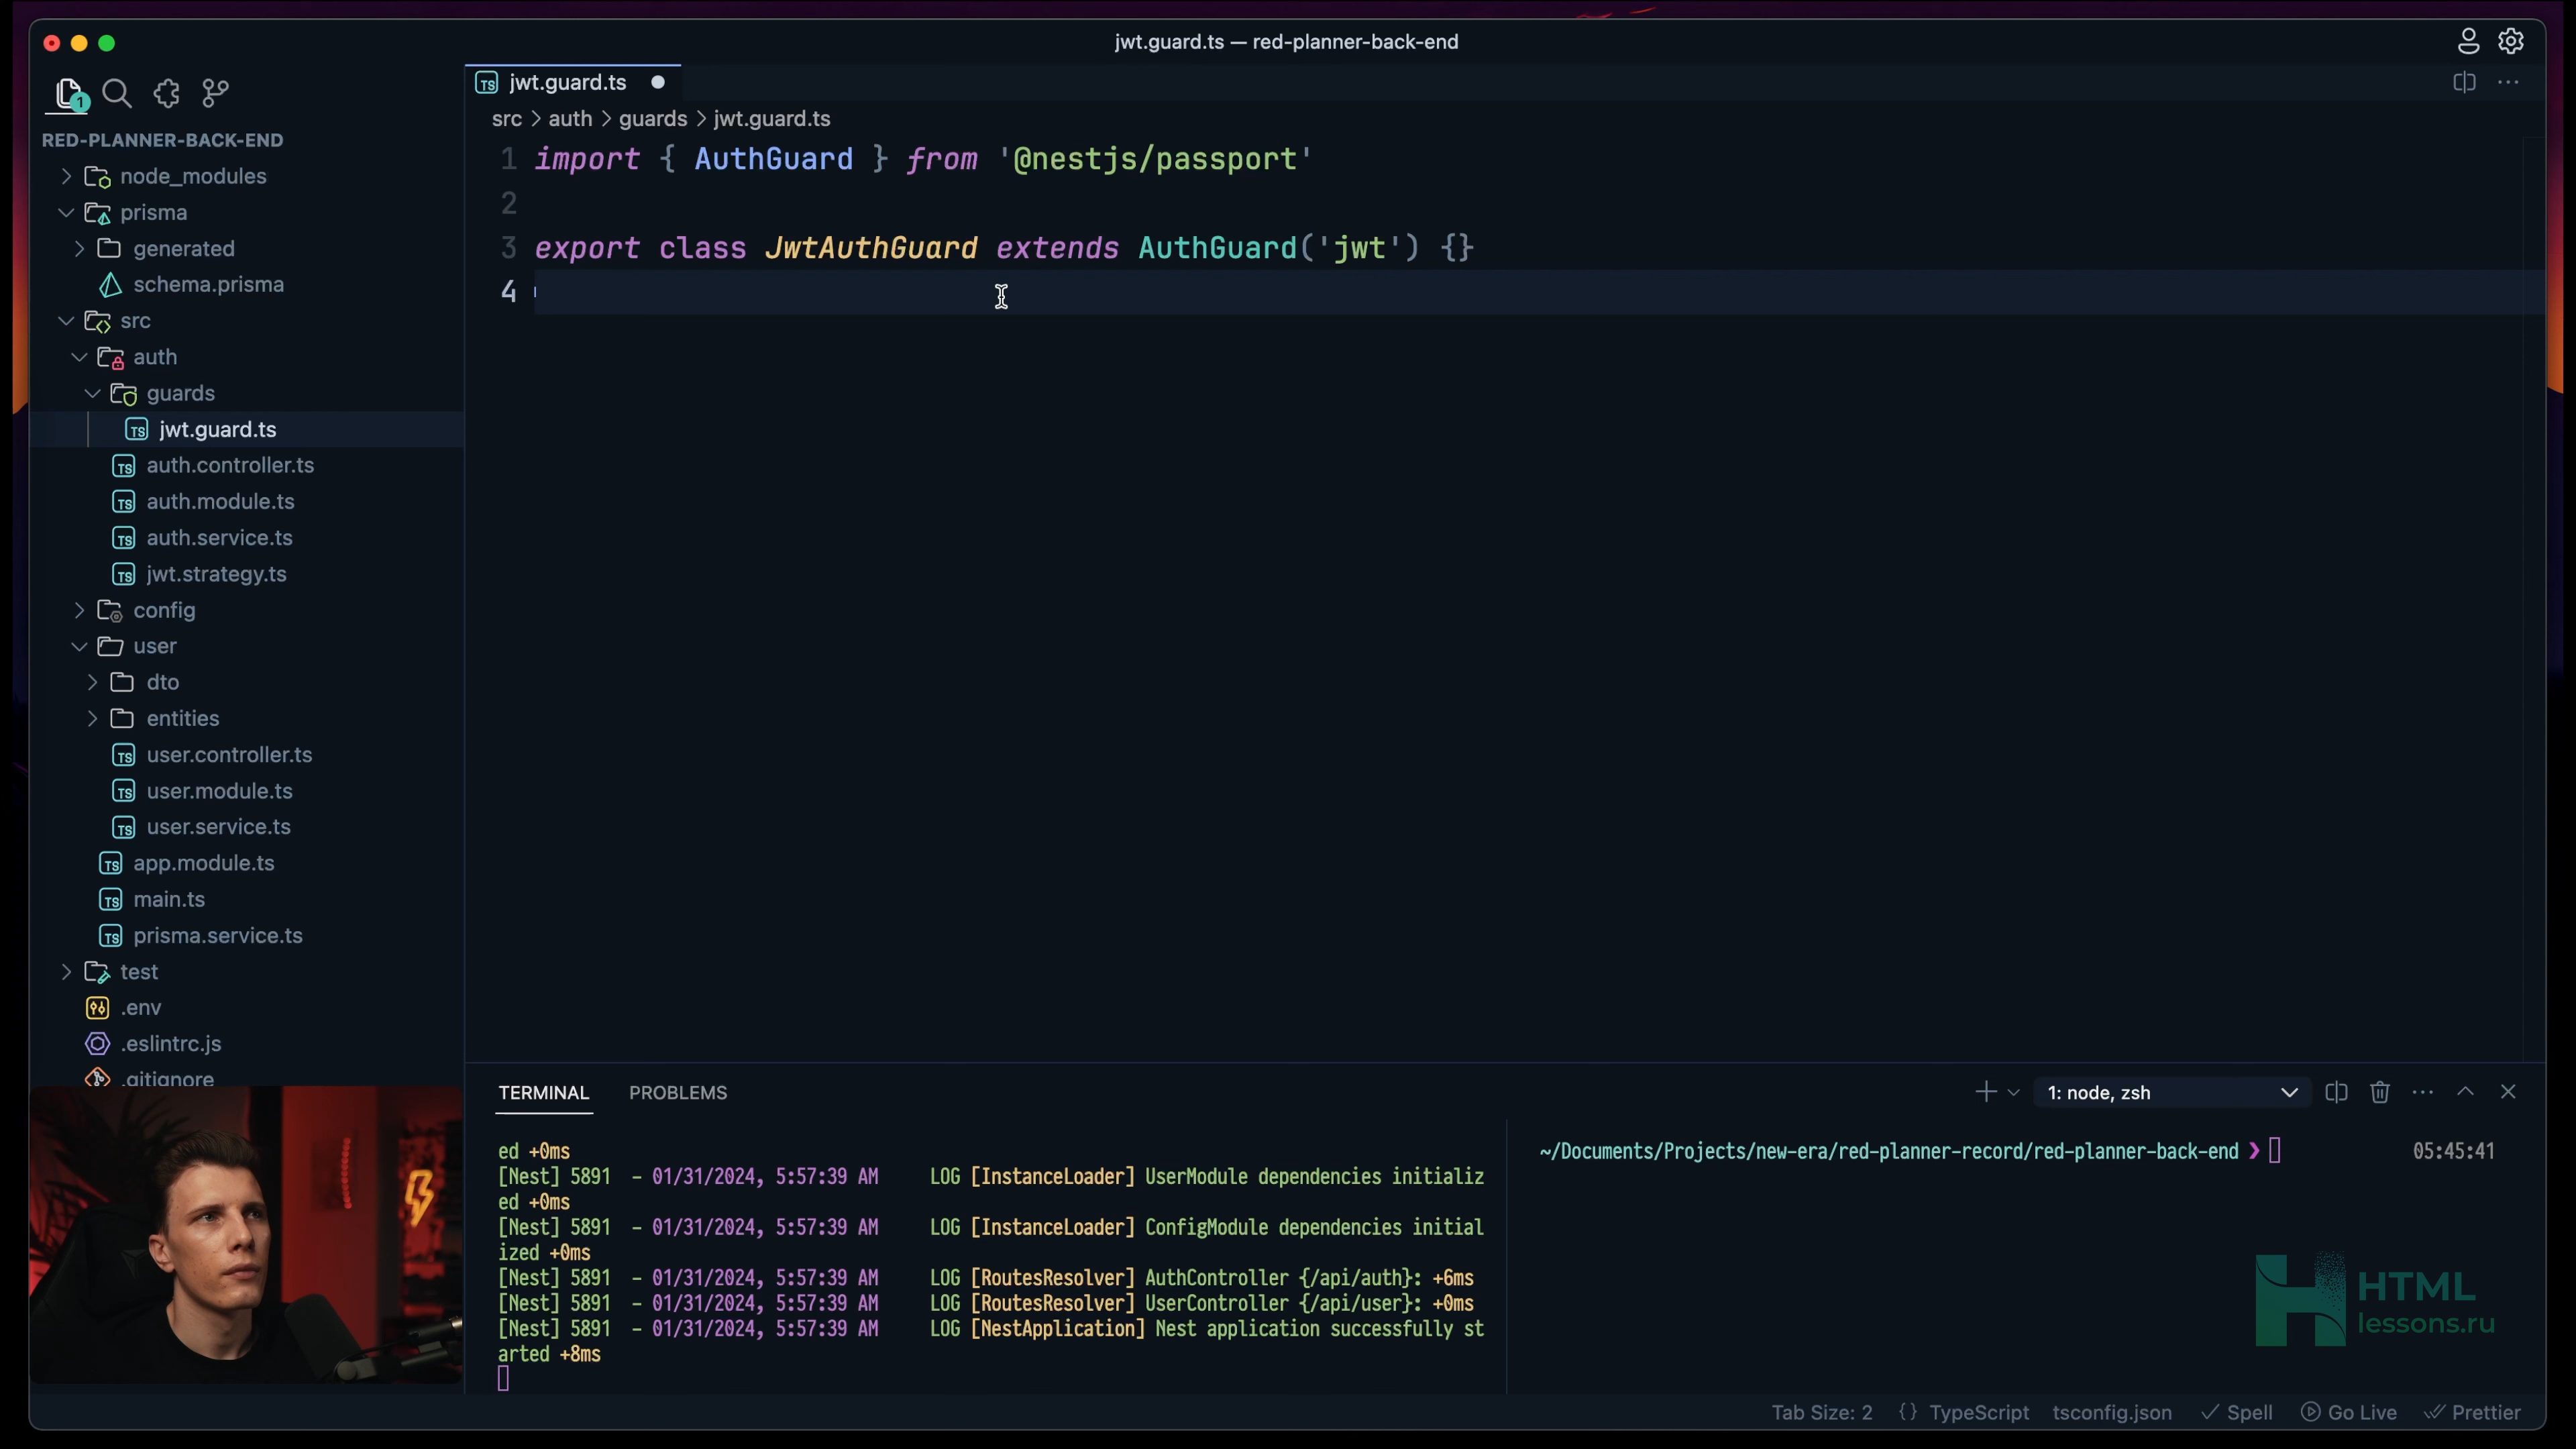 jwt.guard.ts — red-planner-back-end
1
RED-PLANNER-BACK-END
node_modules
prisma
generated
schema.prisma
src
auth
guards
jwt.guard.ts
auth.controller.ts
auth.module.ts
auth.service.ts
jwt.strategy.ts
config
user
dto
entities
user.controller.ts
user.module.ts
user.service.ts
app.module.ts
main.ts
prisma.service.ts
test
.env
.eslintrc.js
.gitignore
TS jwt.guard.ts
src > auth > guards > jwt.guard.ts
1 import { AuthGuard } from '@nestjs/passport'
2
3 export class JwtAuthGuard extends AuthGuard('jwt') {}
4
TERMINAL PROBLEMS
1: node, zsh
ed +0ms
[Nest] 5891 - 01/31/2024, 5:57:39 AM LOG [InstanceLoader] UserModule dependencies initializ
ed +0ms
[Nest] 5891 - 01/31/2024, 5:57:39 AM LOG [InstanceLoader] ConfigModule dependencies initial
ized +0ms
[Nest] 5891 - 01/31/2024, 5:57:39 AM LOG [RoutesResolver] AuthController {/api/auth}: +6ms
[Nest] 5891 - 01/31/2024, 5:57:39 AM LOG [RoutesResolver] UserController {/api/user}: +0ms
[Nest] 5891 - 01/31/2024, 5:57:39 AM LOG [NestApplication] Nest application successfully st
arted +8ms
~/Documents/Projects/new-era/red-planner-record/red-planner-back-end ❯ 05:45:41
HTML
lessons.ru
Tab Size: 2 {} TypeScript tsconfig.json Spell Go Live Prettier